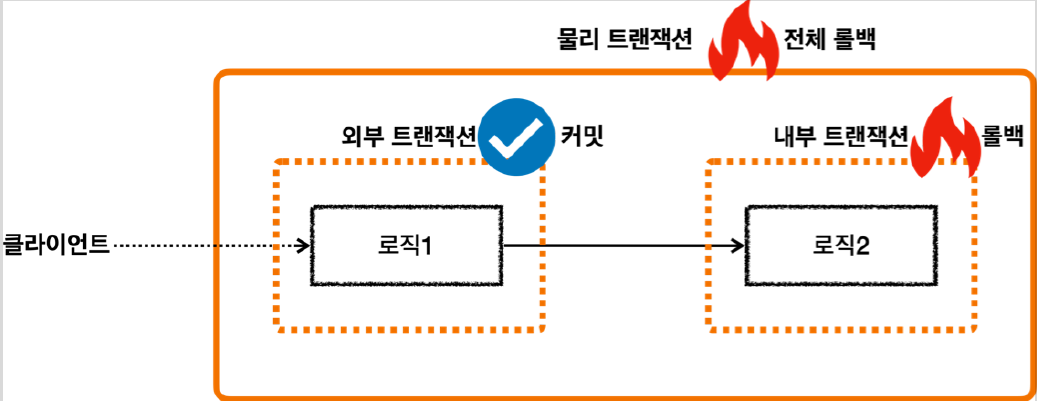 물리 트랜잭션 전체 롤백
외부 트랜잭션 커밋
내부 트랜잭션 롤백
클라이언트
로직1
로직2